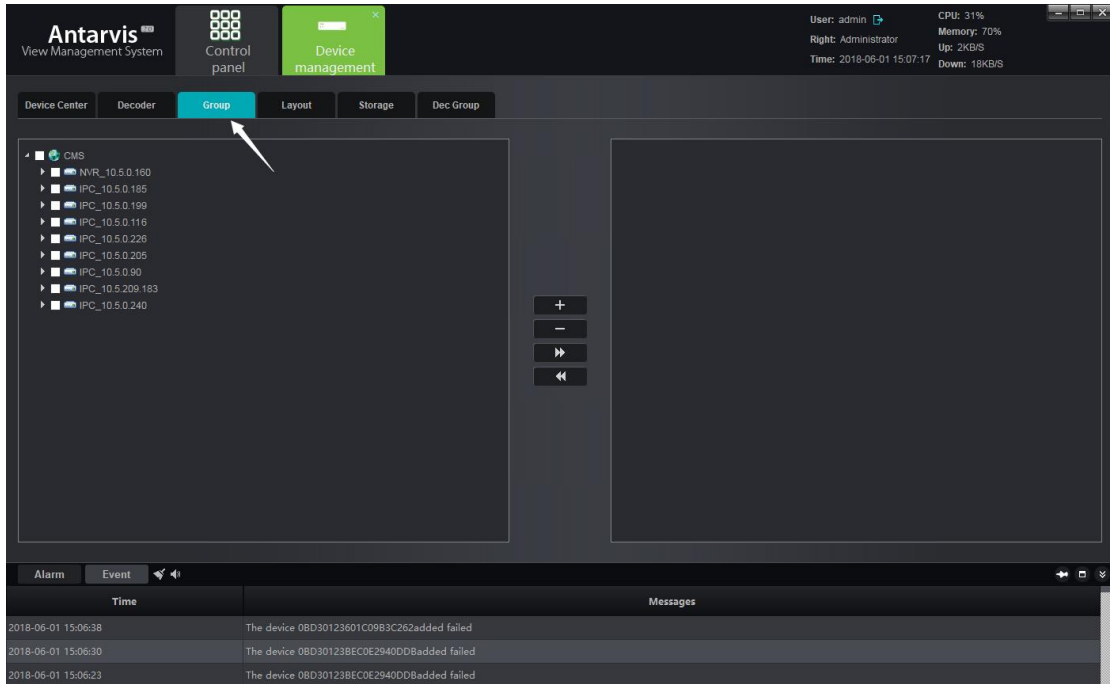 Antarvis 2.0
View Management System
Control
panel
Device
management
User: admin
Right: Administrator
Time: 2018-06-01 15:07:17
CPU: 31%
Memory: 70%
Up: 2KB/S
Down: 18KB/S
Device Center Decoder Group Layout Storage Dec Group
CMS
NVR_10.5.0.160
IPC_10.5.0.185
IPC_10.5.0.199
IPC_10.5.0.116
IPC_10.5.0.226
IPC_10.5.0.205
IPC_10.5.0.90
IPC_10.5.209.183
IPC_10.5.0.240
Alarm Event
Time Messages
2018-06-01 15:06:38 The device 0BD30123601C09B3C262added failed
2018-06-01 15:06:30 The device 0BD30123BEC0E2940DDBadded failed
2018-06-01 15:06:23 The device 0BD30123BEC0E2940DDBadded failed